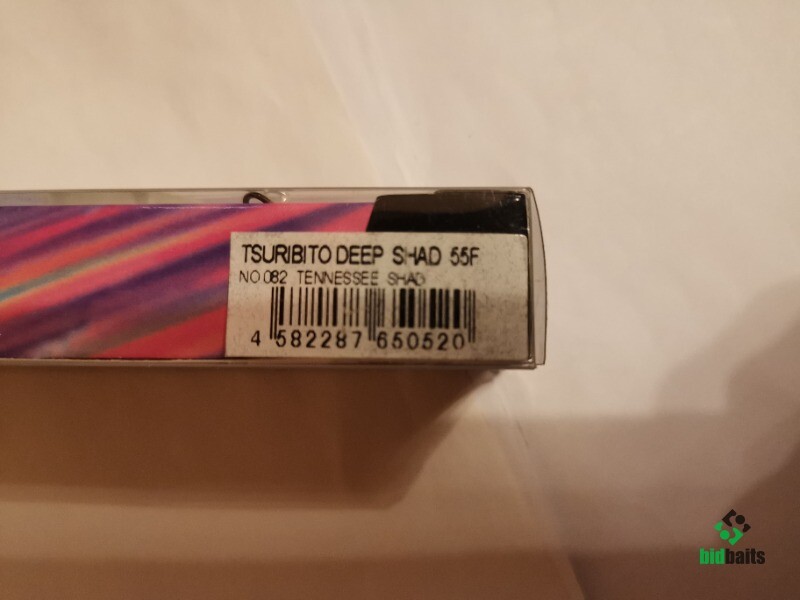 TSURIBITO DEEP SHAD 55F
NO.082 TENNESSEE SHAD
4 582287 650520
bidbaits